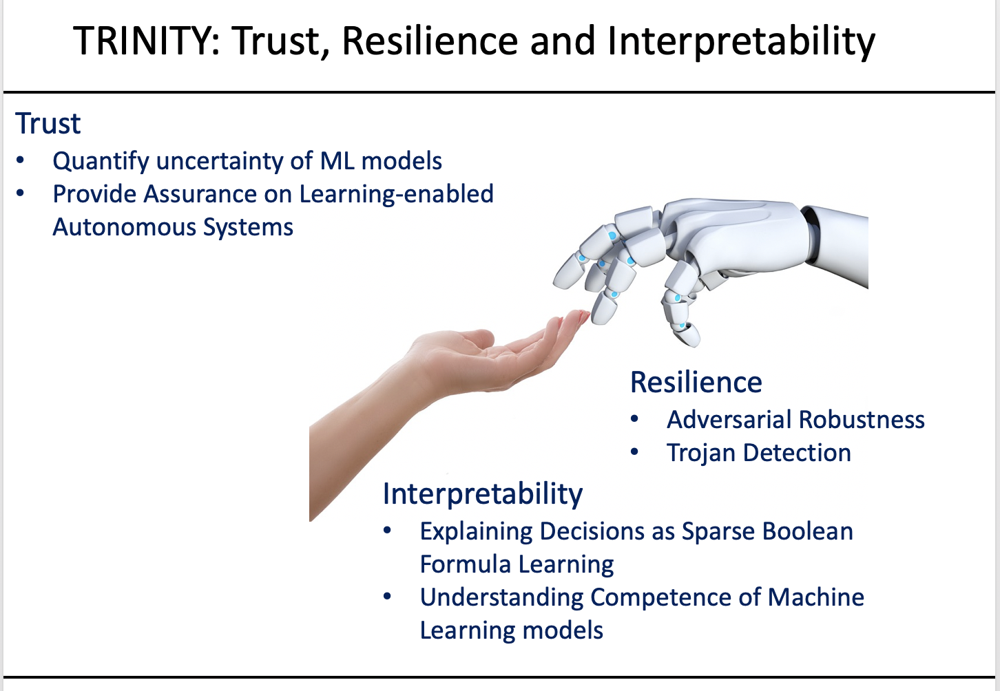 TRINITY: Trust, Resilience and Interpretability
Trust
• Quantify uncertainty of ML models
• Provide Assurance on Learning-enabled
Autonomous Systems
Resilience
• Adversarial Robustness
• Trojan Detection
Interpretability
• Explaining Decisions as Sparse Boolean
Formula Learning
• Understanding Competence of Machine
Learning models